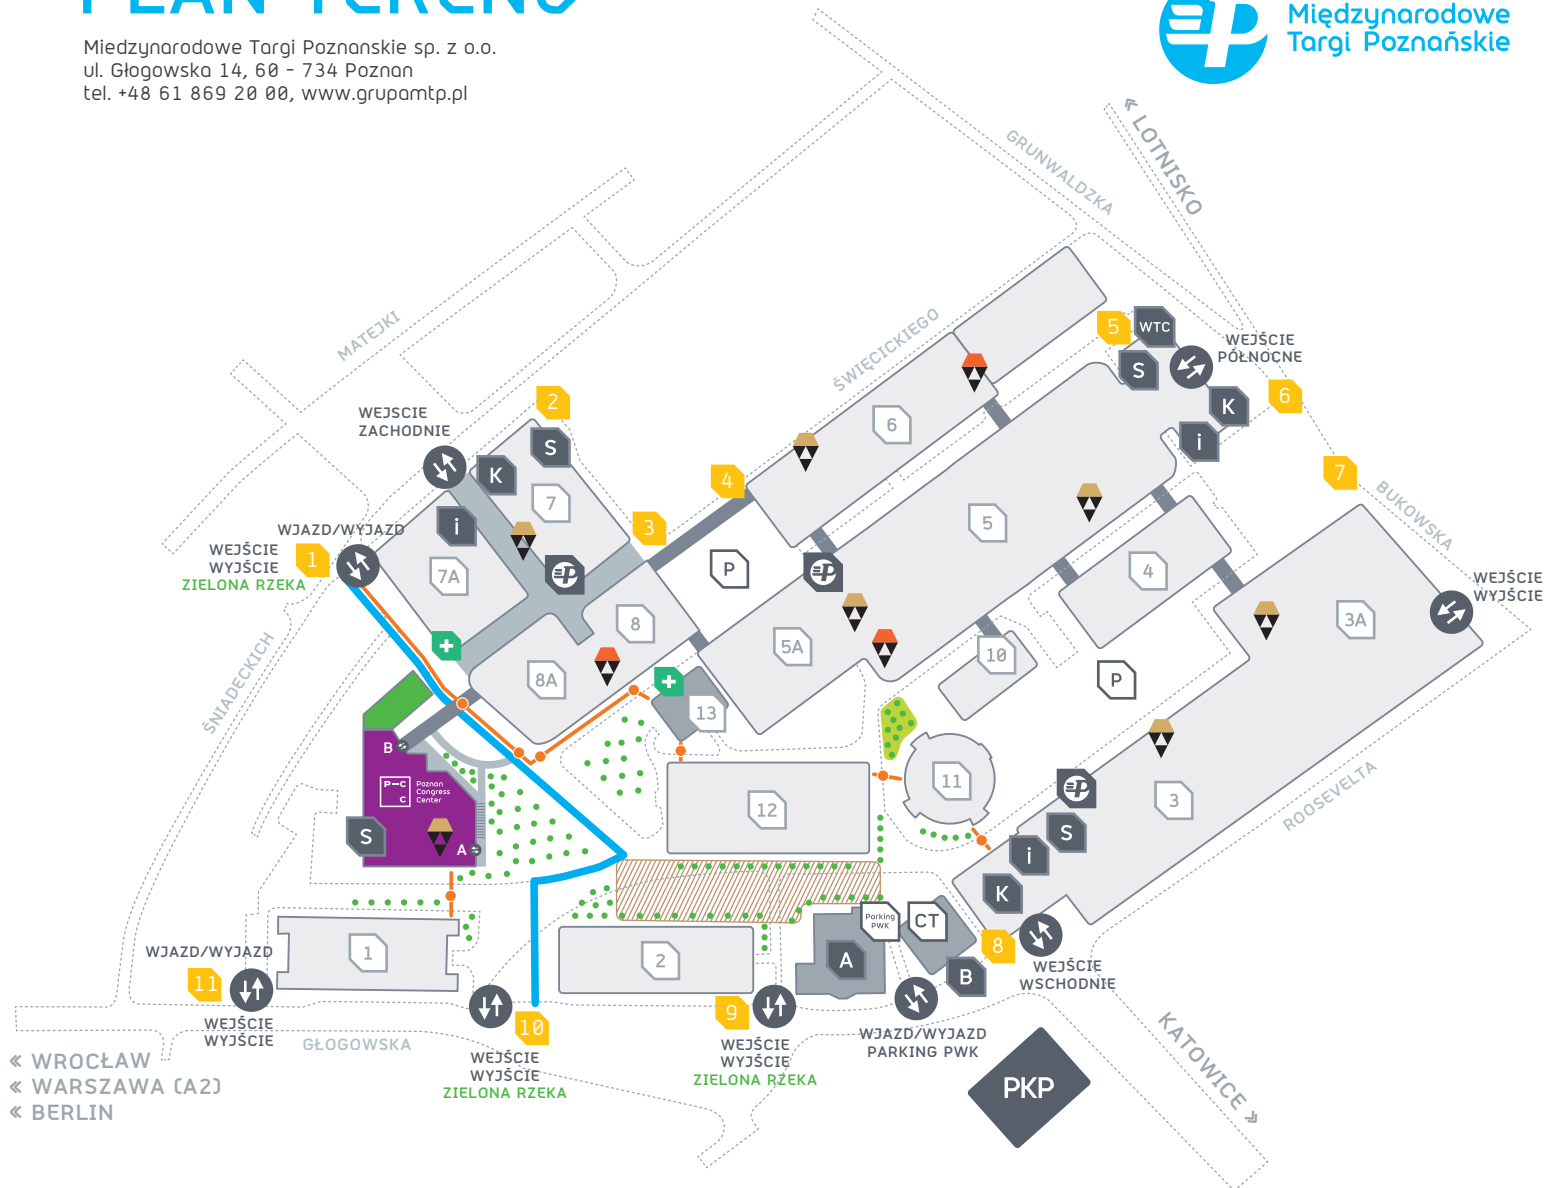 PLAN TERENU
Miedzynarodowe Targi Poznanskie sp. z o.o.
ul. Głogowska 14, 60 - 734 Poznan
tel. +48 61 869 20 00, www.grupamtp.pl
Międzynarodowe
Targi Poznańskie
« LOTNISKO
GRUNWALDZKA
MATEJKI
ŚWIĘCICKIEGO
5
WTC
S
WEJŚCIE
PÓŁNOCNE
6
K
i
7
BUKOWSKA
WEJSCIE
ZACHODNIE
2
S
K
7
i
7A
6
4
3
5
P
WJAZD/WYJAZD
WEJŚCIE
WYJŚCIE
ZIELONA RZEKA
1
8
8A
5A
4
10
P
3A
WEJŚCIE
WYJŚCIE
ŚNIADECKICH
13
B
P—C
C
Poznan
Congress
Center
S
A
12
11
3
S
i
K
ROOSEVELTA
WJAZD/WYJAZD
11
WEJŚCIE
WYJŚCIE
1
2
Parking
PWK
CT
A
B
8
WEJŚCIE
WSCHODNIE
GŁOGOWSKA
10
WEJŚCIE
WYJŚCIE
ZIELONA RZEKA
9
WEJŚCIE
WYJŚCIE
ZIELONA RZEKA
WJAZD/WYJAZD
PARKING PWK
PKP
KATOWICE »
« WROCŁAW
« WARSZAWA (A2)
« BERLIN